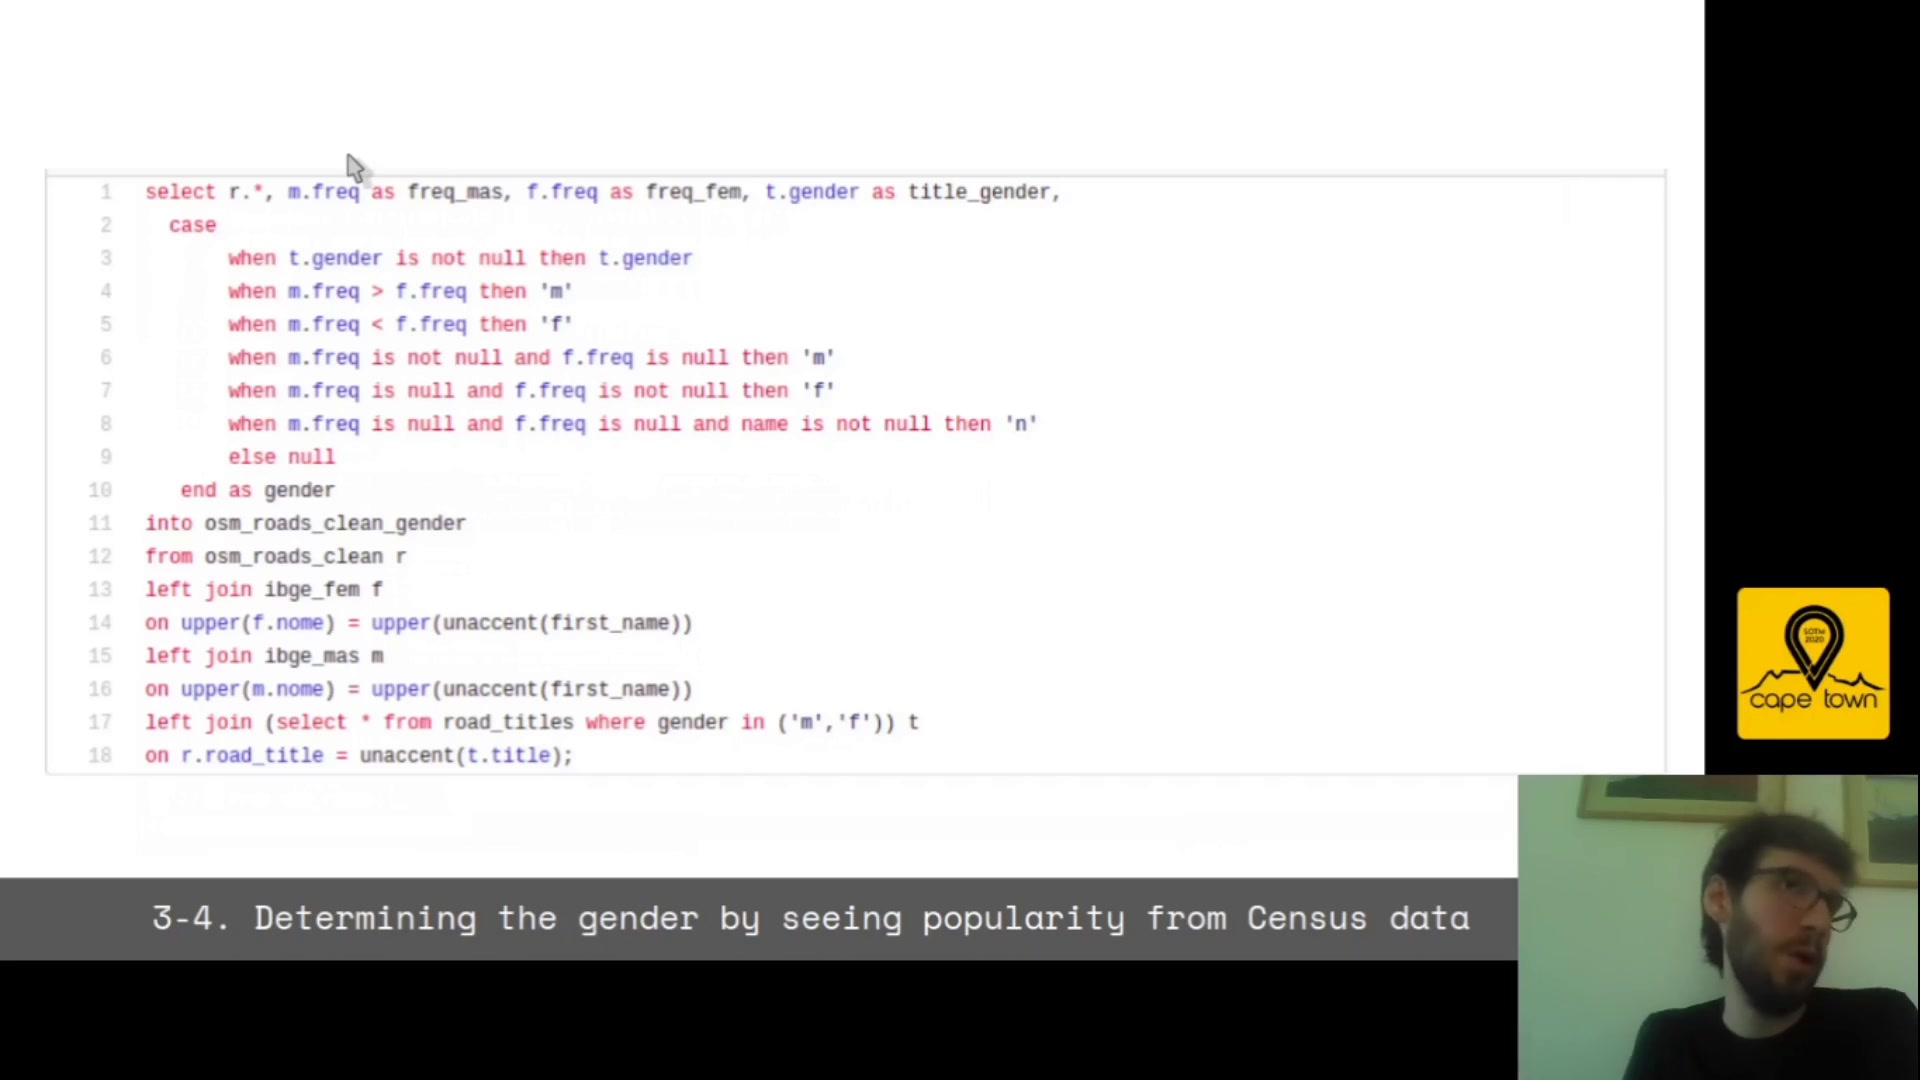 1 select r.*, m.freq as freq_mas, f.freq as freq_fem, t.gender as title_gender,
2 case
3 when t.gender is not null then t.gender
4 when m.freq > f.freq then 'm'
5 when m.freq < f.freq then 'f'
6 when m.freq is not null and f.freq is null then 'm'
7 when m.freq is null and f.freq is not null then 'f'
8 when m.freq is null and f.freq is null and name is not null then 'n'
9 else null
10 end as gender
11 into osm_roads_clean_gender
12 from osm_roads_clean r
13 left join ibge_fem f
14 on upper(f.nome) = upper(unaccent(first_name))
15 left join ibge_mas m
16 on upper(m.nome) = upper(unaccent(first_name))
17 left join (select * from road_titles where gender in ('m','f')) t
18 on r.road_title = unaccent(t.title);
SOTM
2020
cape town
3-4. Determining the gender by seeing popularity from Census data